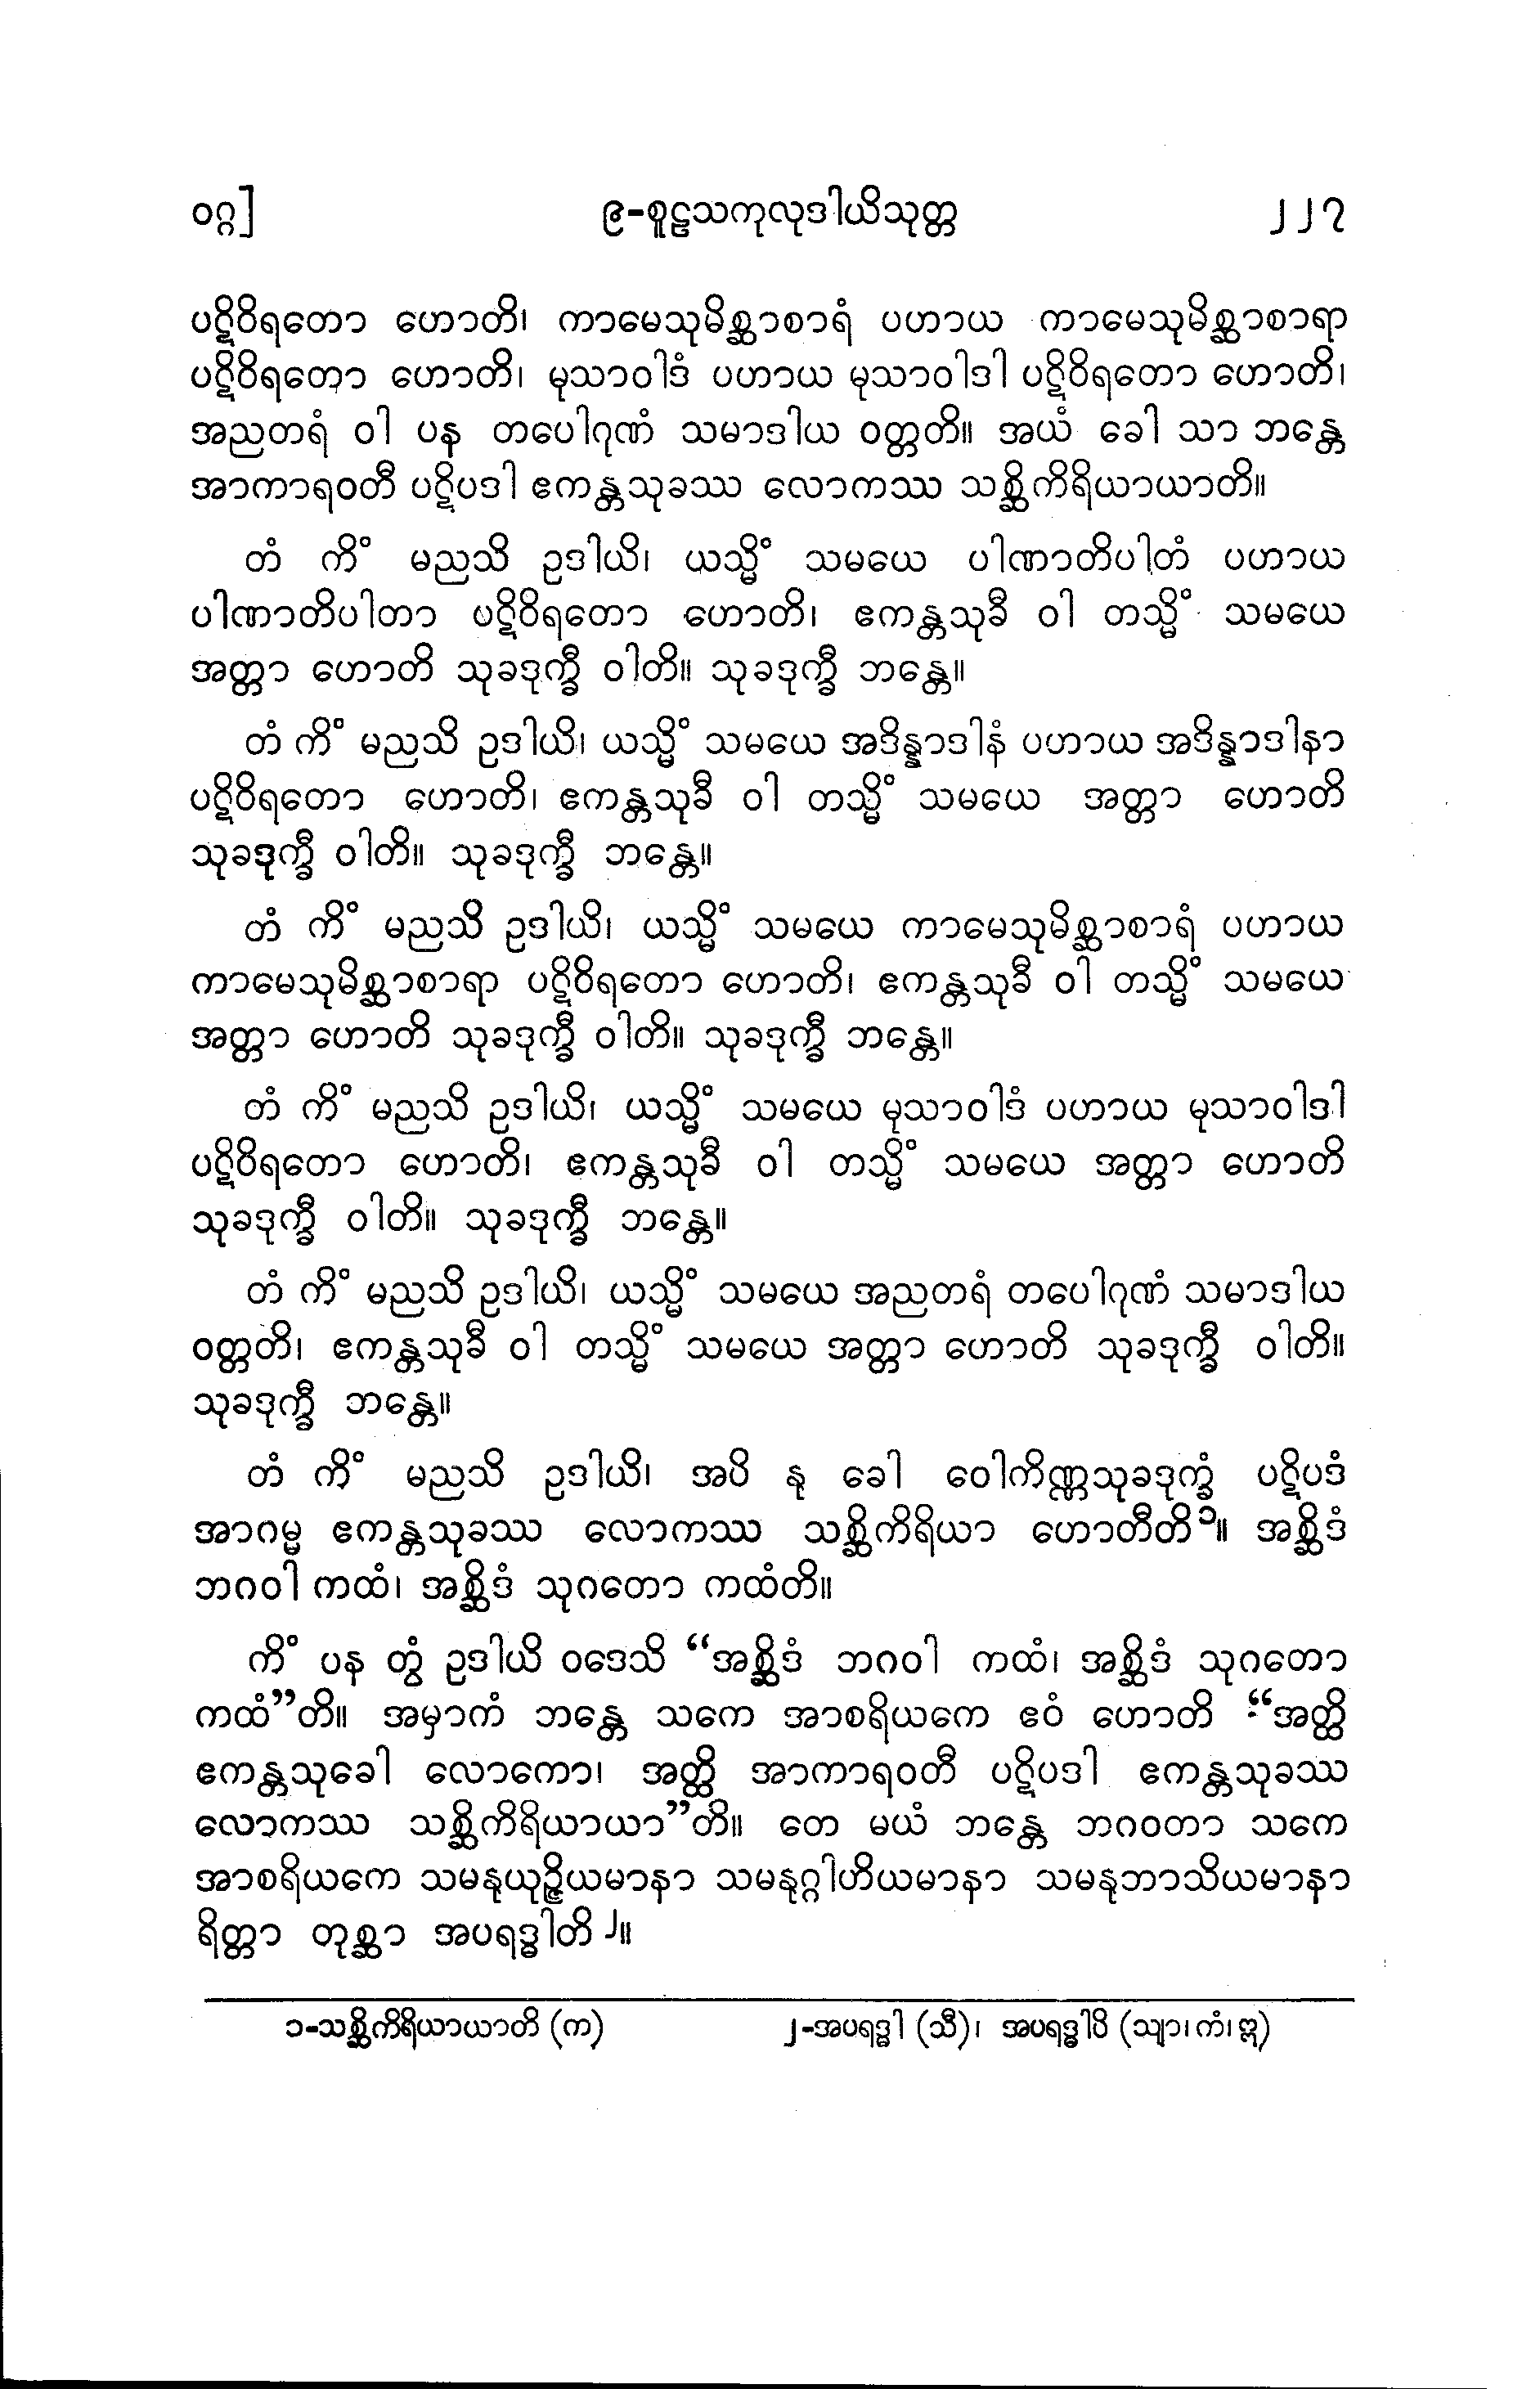 ဝဂ္ဂ] ၉-စူဠသကုလုဒါယိသုတ္တ ၂၂၇
ပဋိဝိရတော ဟောတိ၊ ကာမေသုမိစ္ဆာစာရံ ပဟာယ ကာမေသုမိစ္ဆာစာရာ
ပဋိဝိရတော ဟောတိ၊ မုသာဝါဒံ ပဟာယ မုသာဝါဒါ ပဋိဝိရတော ဟောတိ၊
အညတရံ ဝါ ပန တပေါဂုဏံ သမာဒါယ ဝတ္တတိ။ အယံ ခေါ သာ ဘန္တေ
အာကာရဝတီ ပဋိပဒါ ဧကန္တသုခဿ လောကဿ သစ္ဆိကိရိယာယာတိ။
တံ ကိံ မညသိ ဥဒါယိ၊ ယသ္မိံ သမယေ ပါဏာတိပါတံ ပဟာယ
ပါဏာတိပါတာ ပဋိဝိရတော ဟောတိ၊ ဧကန္တသုခီ ဝါ တသ္မိံ သမယေ
အတ္တာ ဟောတိ သုခဒုက္ခီ ဝါတိ။ သုခဒုက္ခီ ဘန္တေ။
တံ ကိံ မညသိ ဥဒါယိ၊ ယသ္မိံ သမယေ အဒိန္နာဒါနံ ပဟာယ အဒိန္နာဒါနာ
ပဋိဝိရတော ဟောတိ၊ ဧကန္တသုခီ ဝါ တသ္မိံ သမယေ အတ္တာ ဟောတိ
သုခဒုက္ခီ ဝါတိ။ သုခဒုက္ခီ ဘန္တေ။
တံ ကိံ မညသိ ဥဒါယိ၊ ယသ္မိံ သမယေ ကာမေသုမိစ္ဆာစာရံ ပဟာယ
ကာမေသုမိစ္ဆာစာရာ ပဋိဝိရတော ဟောတိ၊ ဧကန္တသုခီ ဝါ တသ္မိံ သမယေ
အတ္တာ ဟောတိ သုခဒုက္ခီ ဝါတိ။ သုခဒုက္ခီ ဘန္တေ။
တံ ကိံ မညသိ ဥဒါယိ၊ ယသ္မိံ သမယေ မုသာဝါဒံ ပဟာယ မုသာဝါဒါ
ပဋိဝိရတော ဟောတိ၊ ဧကန္တသုခီ ဝါ တသ္မိံ သမယေ အတ္တာ ဟောတိ
သုခဒုက္ခီ ဝါတိ။ သုခဒုက္ခီ ဘန္တေ။
တံ ကိံ မညသိ ဥဒါယိ၊ ယသ္မိံ သမယေ အညတရံ တပေါဂုဏံ သမာဒါယ
ဝတ္တတိ၊ ဧကန္တသုခီ ဝါ တသ္မိံ သမယေ အတ္တာ ဟောတိ သုခဒုက္ခီ ဝါတိ။
သုခဒုက္ခီ ဘန္တေ။
တံ ကိံ မညသိ ဥဒါယိ၊ အပိ နု ခေါ ဝေါကိဏ္ဏသုခဒုက္ခံ ပဋိပဒံ
အာဂမ္မ ဧကန္တသုခဿ လောကဿ သစ္ဆိကိရိယာ ဟောတီတိ၁။ အစ္ဆိဒံ
ဘဂဝါ ကထံ၊ အစ္ဆိဒံ သုဂတော ကထံတိ။
ကိံ ပန တွံ ဥဒါယိ ဝဒေသိ “အစ္ဆိဒံ ဘဂဝါ ကထံ၊ အစ္ဆိဒံ သုဂတော
ကထံ”တိ။ အမှာကံ ဘန္တေ သကေ အာစရိယကေ ဧဝံ ဟောတိ “အတ္ထိ
ဧကန္တသုခေါ လောကော၊ အတ္ထိ အာကာရဝတီ ပဋိပဒါ ဧကန္တသုခဿ
လောကဿ သစ္ဆိကိရိယာယာ”တိ။ တေ မယံ ဘန္တေ ဘဂဝတာ သကေ
အာစရိယကေ သမနုယုဉ္ဇိယမာနာ သမနုဂ္ဂါဟိယမာနာ သမနုဘာသိယမာနာ
ရိတ္တာ တုစ္ဆာ အပရဒ္ဓါတိ၂။
၁-သစ္ဆိကိရိယာယာတိ (က) ၂-အပရဒ္ဓါ (သီ)၊ အပရဒ္ဓါပိ (သျာ၊ ကံ၊ ဣ)